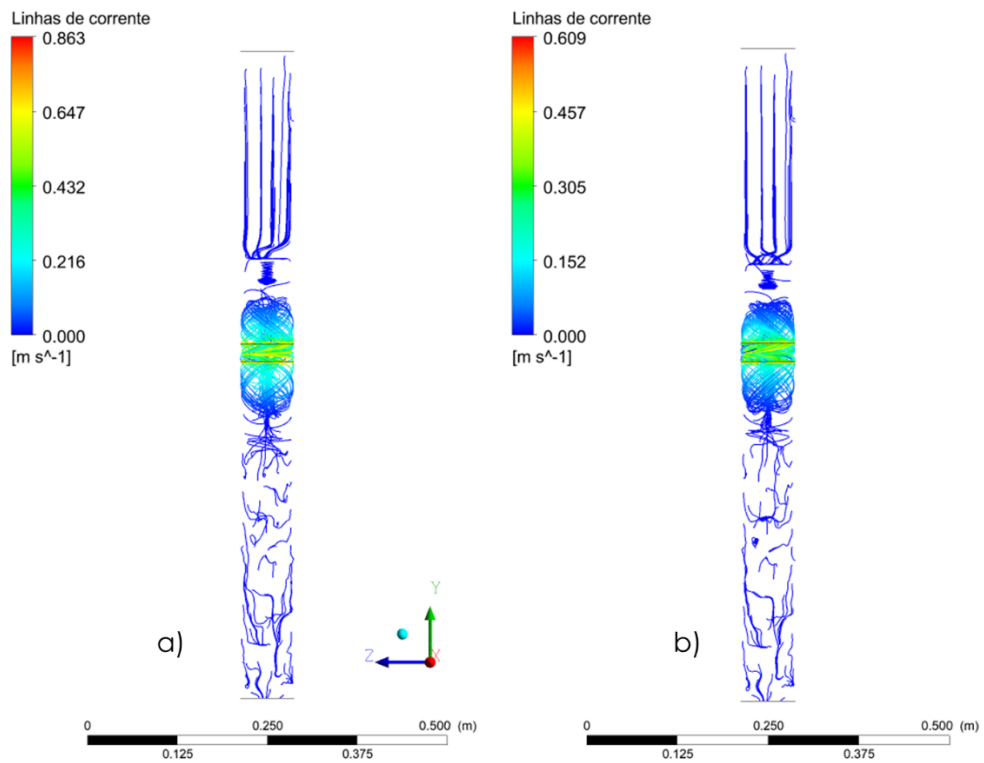 Linhas de corrente
0.863
0.647
0.432
0.216
0.000
[m s^-1]
a)
Y
Z
X
0 0.250 0.500 (m)
0.125 0.375
Linhas de corrente
0.609
0.457
0.305
0.152
0.000
[m s^-1]
b)
0 0.250 0.500 (m)
0.125 0.375